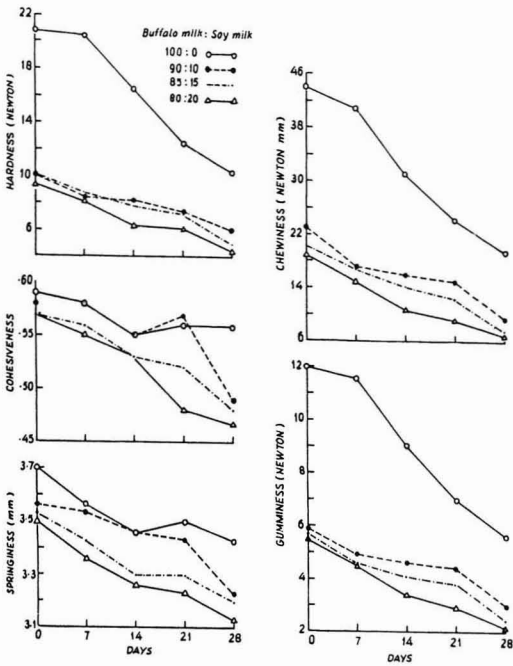 22
18
14
10
6
HARDNESS (NEWTON)
Buffalo milk : Soy milk
100 : 0
90 : 10
85 : 15
80 : 20
·60
·55
·50
·45
COHESIVENESS
3·7
3·5
3·3
3·1
SPRINGINESS (mm)
0 7 14 21 28
DAYS
46
38
30
22
14
6
CHEWINESS (NEWTON mm)
12
10
8
6
4
2
GUMMINESS (NEWTON)
0 7 14 21 28
DAYS